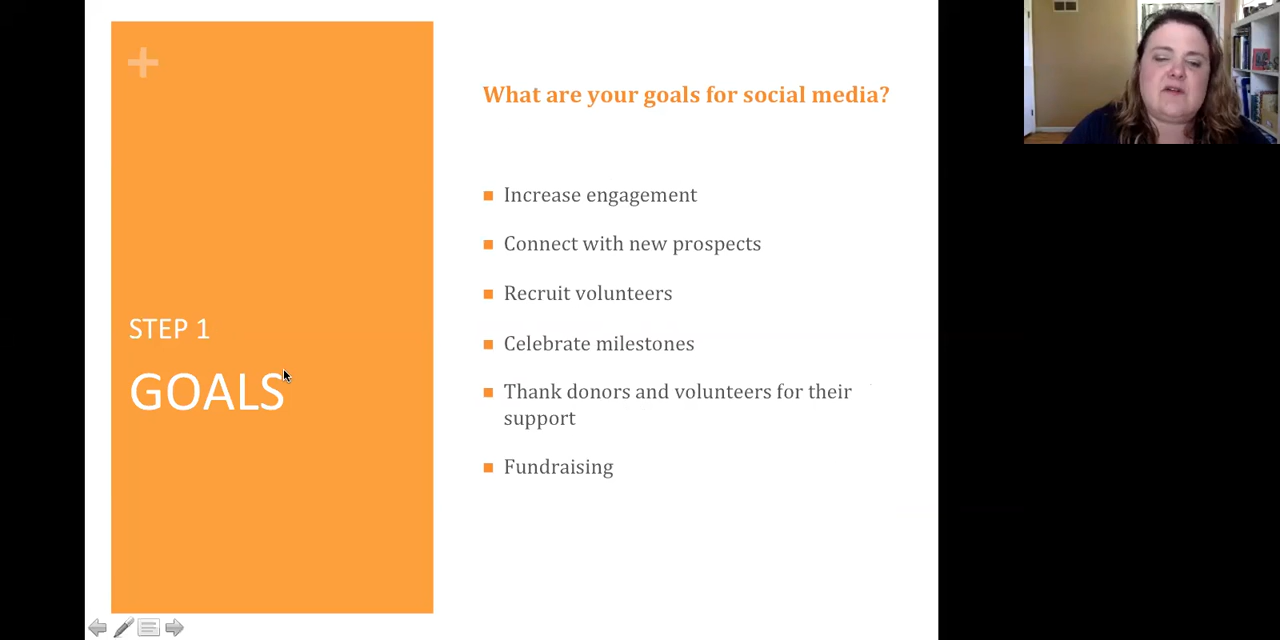 What are your goals for social media?
Increase engagement
Connect with new prospects
Recruit volunteers
Celebrate milestones
Thank donors and volunteers for their
support
Fundraising
STEP 1
GOALS